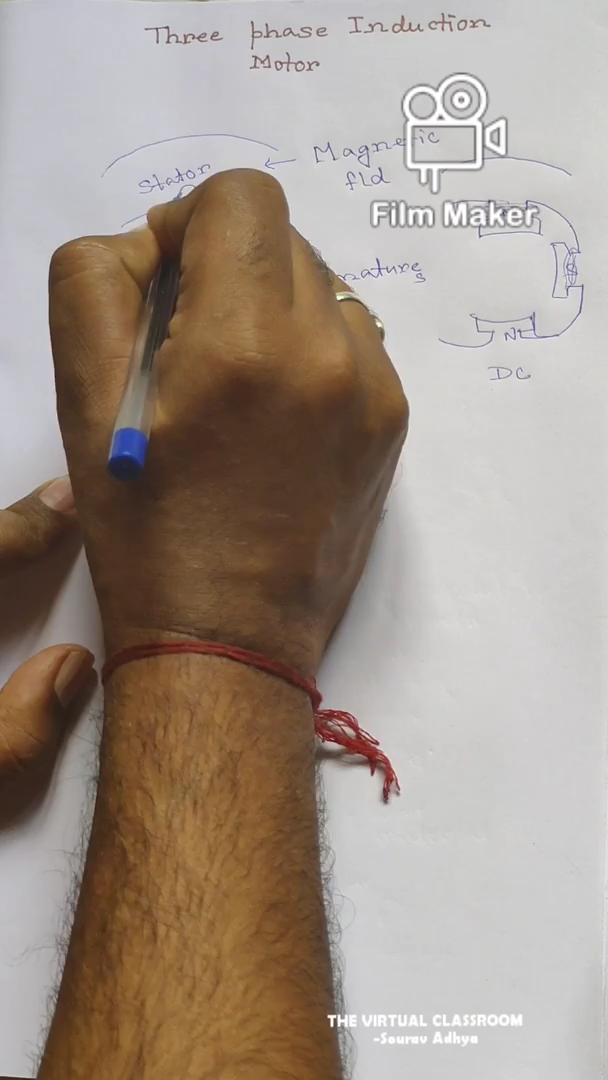 Three phase Induction
Motor
Magnetic
fld
Stator
Film Maker
N
DC
THE VIRTUAL CLASSROOM
-Sourav Adhya